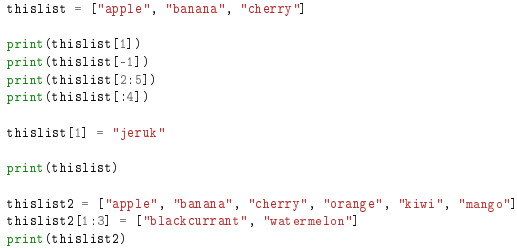 thislist = ["apple", "banana", "cherry"]
print(thislist[1])
print(thislist[-1])
print(thislist[2:5])
print(thislist[:4])
thislist[1] = "jeruk"
print(thislist)
thislist2 = ["apple", "banana", "cherry", "orange", "kiwi", "mango"]
thislist2[1:3] = ["blackcurrant", "watermelon"]
print(thislist2)